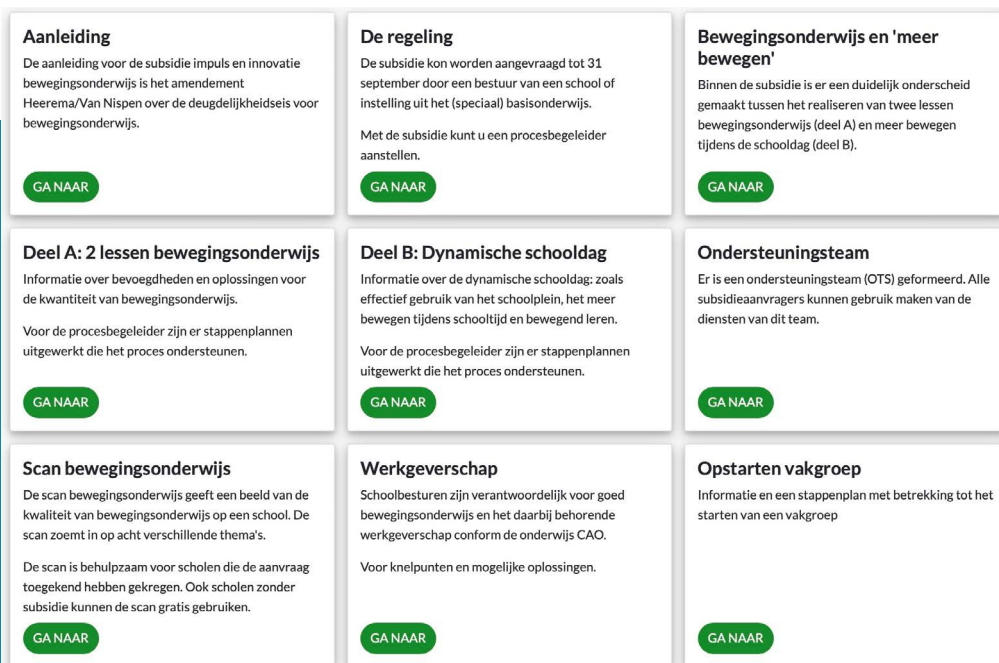 Aanleiding
De aanleiding voor de subsidie impuls en innovatie
bewegingsonderwijs is het amendement
Heerema/Van Nispen over de deugdelijkheidseis voor
bewegingsonderwijs.
GA NAAR
De regeling
De subsidie kon worden aangevraagd tot 31
september door een bestuur van een school of
instelling uit het (speciaal) basisonderwijs.
Met de subsidie kunt u een procesbegeleider
aanstellen.
GA NAAR
Bewegingsonderwijs en 'meer
bewegen'
Binnen de subsidie is er een duidelijk onderscheid
gemaakt tussen het realiseren van twee lessen
bewegingsonderwijs (deel A) en meer bewegen
tijdens de schooldag (deel B).
GA NAAR
Deel A: 2 lessen bewegingsonderwijs
Informatie over bevoegdheden en oplossingen voor
de kwantiteit van bewegingsonderwijs.
Voor de procesbegeleider zijn er stappenplannen
uitgewerkt die het proces ondersteunen.
GA NAAR
Deel B: Dynamische schooldag
Informatie over de dynamische schooldag: zoals
effectief gebruik van het schoolplein, het meer
bewegen tijdens schooltijd en bewegend leren.
Voor de procesbegeleider zijn er stappenplannen
uitgewerkt die het proces ondersteunen.
GA NAAR
Ondersteuningsteam
Er is een ondersteuningsteam (OTS) geformeerd. Alle
subsidieaanvragers kunnen gebruik maken van de
diensten van dit team.
GA NAAR
Scan bewegingsonderwijs
De scan bewegingsonderwijs geeft een beeld van de
kwaliteit van bewegingsonderwijs op een school. De
scan zoemt in op acht verschillende thema's.
De scan is behulpzaam voor scholen die de aanvraag
toegekend hebben gekregen. Ook scholen zonder
subsidie kunnen de scan gratis gebruiken.
GA NAAR
Werkgeverschap
Schoolbesturen zijn verantwoordelijk voor goed
bewegingsonderwijs en het daarbij behorende
werkgeverschap conform de onderwijs CAO.
Voor knelpunten en mogelijke oplossingen.
GA NAAR
Opstarten vakgroep
Informatie en een stappenplan met betrekking tot het
starten van een vakgroep
GA NAAR